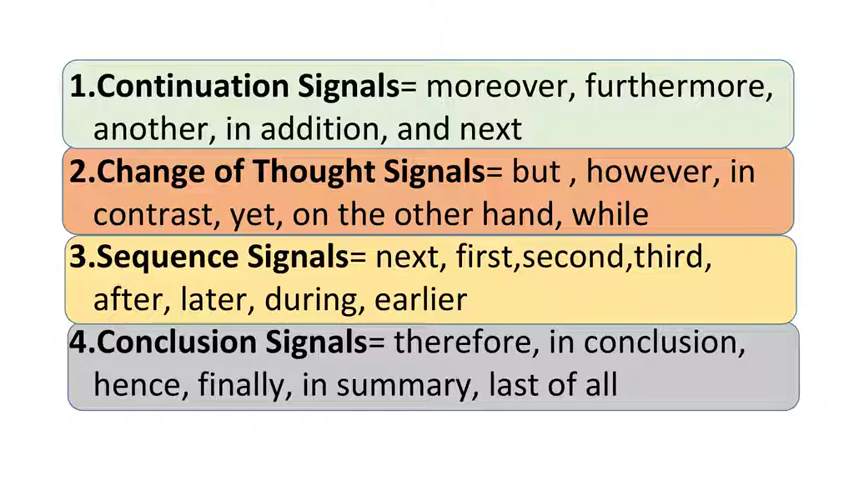 1.Continuation Signals= moreover, furthermore,
another, in addition, and next
2.Change of Thought Signals= but , however, in
contrast, yet, on the other hand, while
3.Sequence Signals= next, first,second,third,
after, later, during, earlier
4.Conclusion Signals= therefore, in conclusion,
hence, finally, in summary, last of all